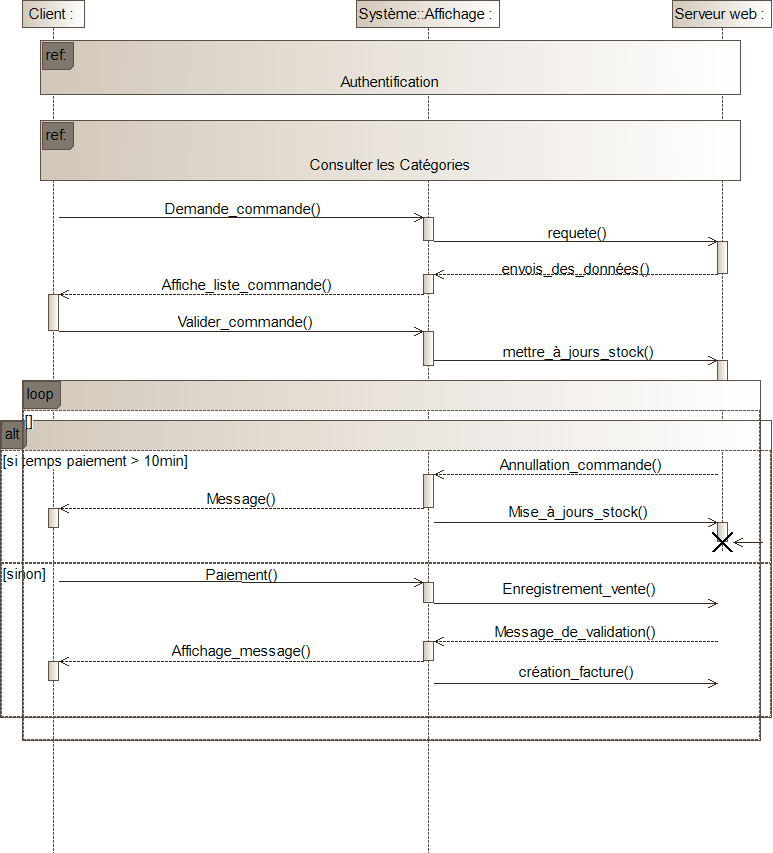 Client :
Système::Affichage :
Serveur web :
ref:
Authentification
ref:
Consulter les Catégories
Demande_commande()
requete()
envois_des_données()
Affiche_liste_commande()
Valider_commande()
mettre_à_jours_stock()
loop
[]
alt
[si temps paiement > 10min]
Annullation_commande()
Message()
Mise_à_jours_stock()
[sinon]
Paiement()
Enregistrement_vente()
Message_de_validation()
Affichage_message()
création_facture()